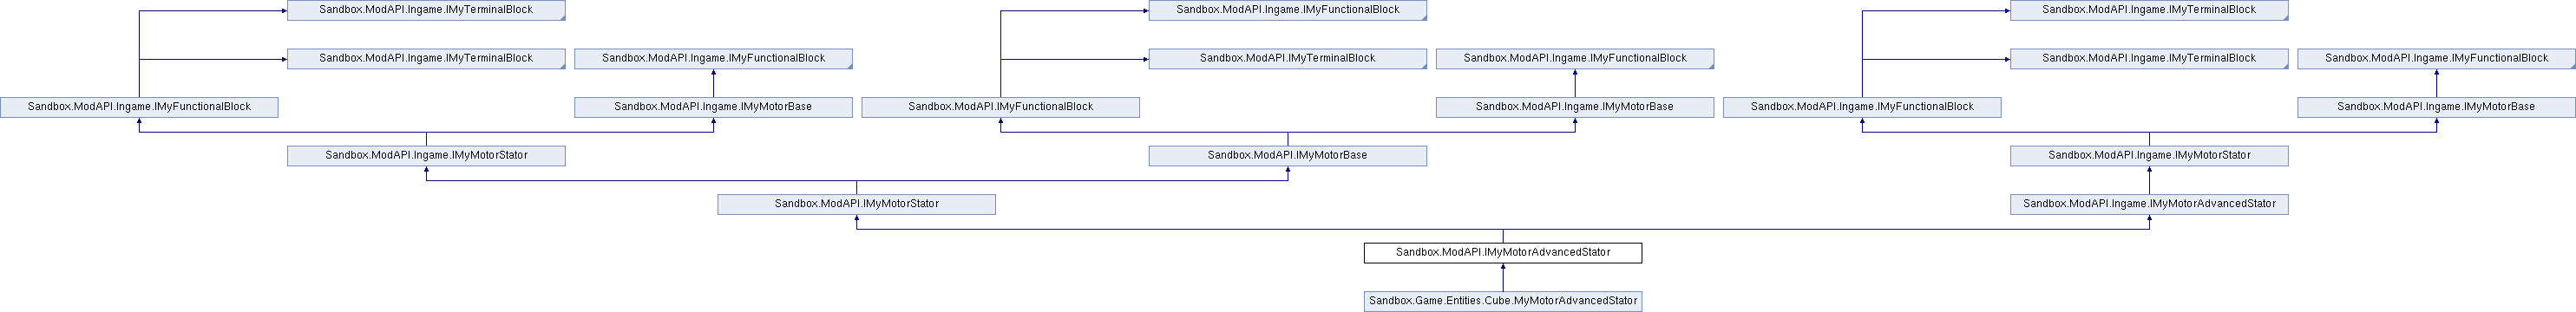 Sandbox.ModAPI.Ingame.IMyTerminalBlock
Sandbox.ModAPI.Ingame.IMyFunctionalBlock
Sandbox.ModAPI.Ingame.IMyTerminalBlock
Sandbox.ModAPI.IMyTerminalBlock
Sandbox.ModAPI.Ingame.IMyFunctionalBlock
Sandbox.ModAPI.IMyTerminalBlock
Sandbox.ModAPI.Ingame.IMyFunctionalBlock
Sandbox.ModAPI.IMyTerminalBlock
Sandbox.ModAPI.Ingame.IMyFunctionalBlock
Sandbox.ModAPI.Ingame.IMyFunctionalBlock
Sandbox.ModAPI.Ingame.IMyMotorBase
Sandbox.ModAPI.IMyFunctionalBlock
Sandbox.ModAPI.Ingame.IMyMotorBase
Sandbox.ModAPI.Ingame.IMyFunctionalBlock
Sandbox.ModAPI.Ingame.IMyMotorBase
Sandbox.ModAPI.Ingame.IMyMotorStator
Sandbox.ModAPI.IMyMotorBase
Sandbox.ModAPI.Ingame.IMyMotorStator
Sandbox.ModAPI.IMyMotorStator
Sandbox.ModAPI.Ingame.IMyMotorAdvancedStator
Sandbox.ModAPI.IMyMotorAdvancedStator
Sandbox.Game.Entities.Cube.MyMotorAdvancedStator